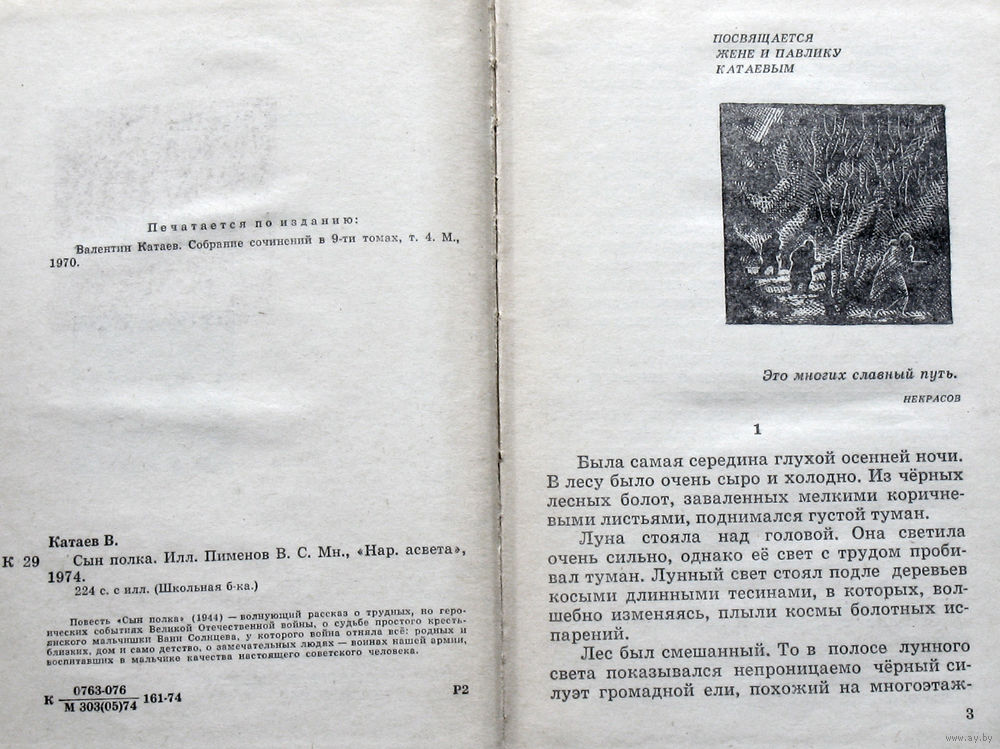 Печатается по изданию:
Валентин Катаев. Собрание сочинений в 9-ти томах, т. 4. М.,
1970.
Катаев В.
К 29 Сын полка. Илл. Пименов В. С. Мн., «Нар. асвета»,
1974.
224 с. с илл. (Школьная б-ка.)
Повесть «Сын полка» (1944) — волнующий рассказ о трудных, но геро-
ических событиях Великой Отечественной войны, о судьбе простого кресть-
янского мальчишки Вани Солнцева, у которого война отняла всё: родных и
близких, дом и само детство, о замечательных людях — воинах нашей армии,
воспитавших в мальчике качества настоящего советского человека.
К 0763-076 161-74 Р2
М 303(05)74
ПОСВЯЩАЕТСЯ
ЖЕНЕ И ПАВЛИКУ
КАТАЕВЫМ
Это многих славный путь.
НЕКРАСОВ
1
Была самая середина глухой осенней ночи.
В лесу было очень сыро и холодно. Из чёрных
лесных болот, заваленных мелкими коричне-
выми листьями, поднимался густой туман.
Луна стояла над головой. Она светила
очень сильно, однако её свет с трудом проби-
вал туман. Лунный свет стоял подле деревьев
косыми длинными тесинами, в которых, вол-
шебно изменяясь, плыли космы болотных ис-
парений.
Лес был смешанный. То в полосе лунного
света показывался непроницаемо чёрный си-
луэт громадной ели, похожий на многоэтаж-
3
www.ay.by